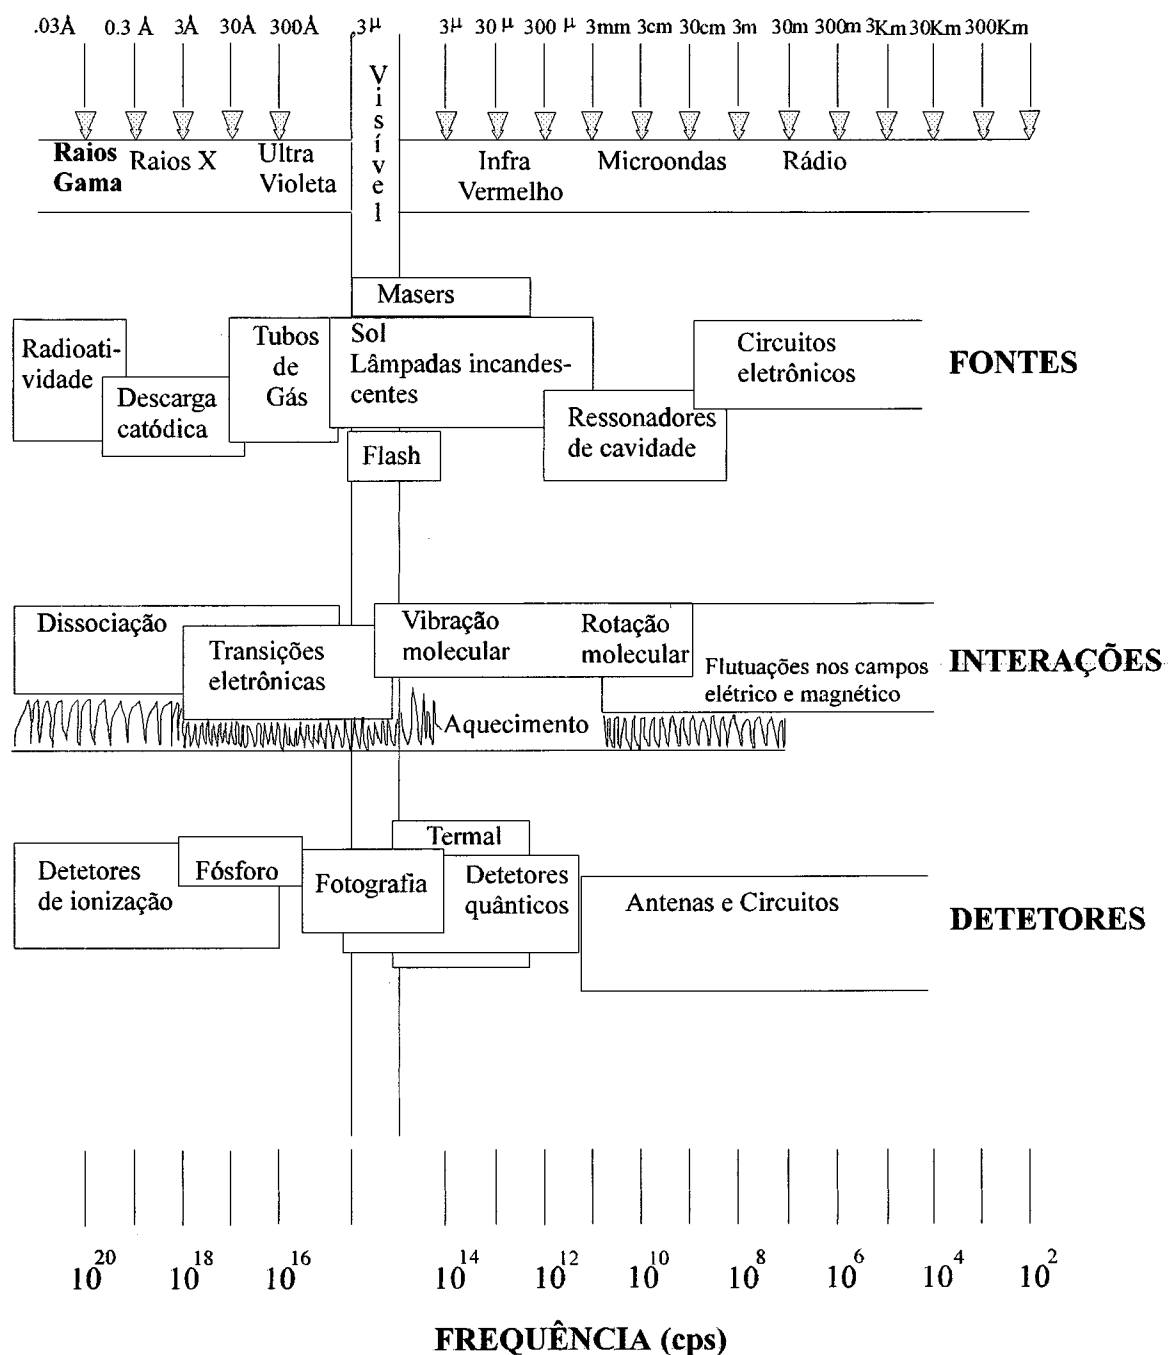 .03Å 0.3 Å 3Å 30Å 300Å .3μ 3μ 30μ 300μ 3mm 3cm 30cm 3m 30m 300m 3Km 30Km 300Km
Visível
Raios
Gama
Raios X
Ultra
Violeta
Infra
Vermelho
Microondas
Rádio
Masers
Radioati-
vidade
Descarga
catódica
Tubos
de
Gás
Sol
Lâmpadas incandes-
centes
Flash
Ressonadores
de cavidade
Circuitos
eletrônicos
FONTES
Dissociação
Transições
eletrônicas
Vibração
molecular
Rotação
molecular
Flutuações nos campos
elétrico e magnético
INTERAÇÕES
Aquecimento
Detetores
de ionização
Fósforo
Fotografia
Termal
Detetores
quânticos
Antenas e Circuitos
DETETORES
10^20 10^18 10^16 10^14 10^12 10^10 10^8 10^6 10^4 10^2
FREQUÊNCIA (cps)